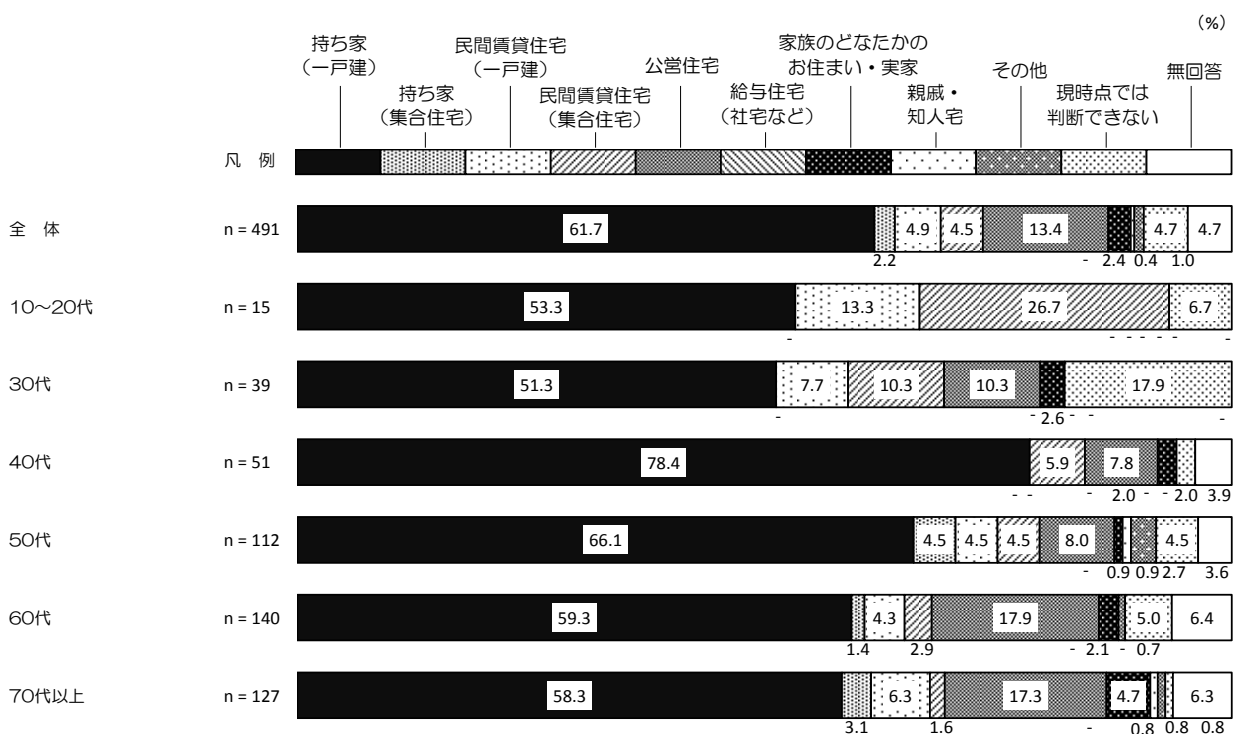 (%)
持ち家
（一戸建）
民間賃貸住宅
（一戸建）
公営住宅
家族のどなたかの
お住まい・実家
その他
無回答
持ち家
（集合住宅）
民間賃貸住宅
（集合住宅）
給与住宅
（社宅など）
親戚・
知人宅
現時点では
判断できない
凡 例
全 体 n = 491 61.7 4.9 4.5 13.4 4.7 4.7
2.2 - 2.4 0.4 1.0
10～20代 n = 15 53.3 13.3 26.7 6.7
- - - - - - -
30代 n = 39 51.3 7.7 10.3 10.3 17.9
- - 2.6 - - -
40代 n = 51 78.4 5.9 7.8
- - - 2.0 - - 2.0 3.9
50代 n = 112 66.1 4.5 4.5 4.5 8.0 4.5
- 0.9 0.9 2.7 3.6
60代 n = 140 59.3 4.3 17.9 5.0 6.4
1.4 2.9 - 2.1 - 0.7
70代以上 n = 127 58.3 6.3 17.3 4.7 6.3
3.1 1.6 - 0.8 0.8 0.8